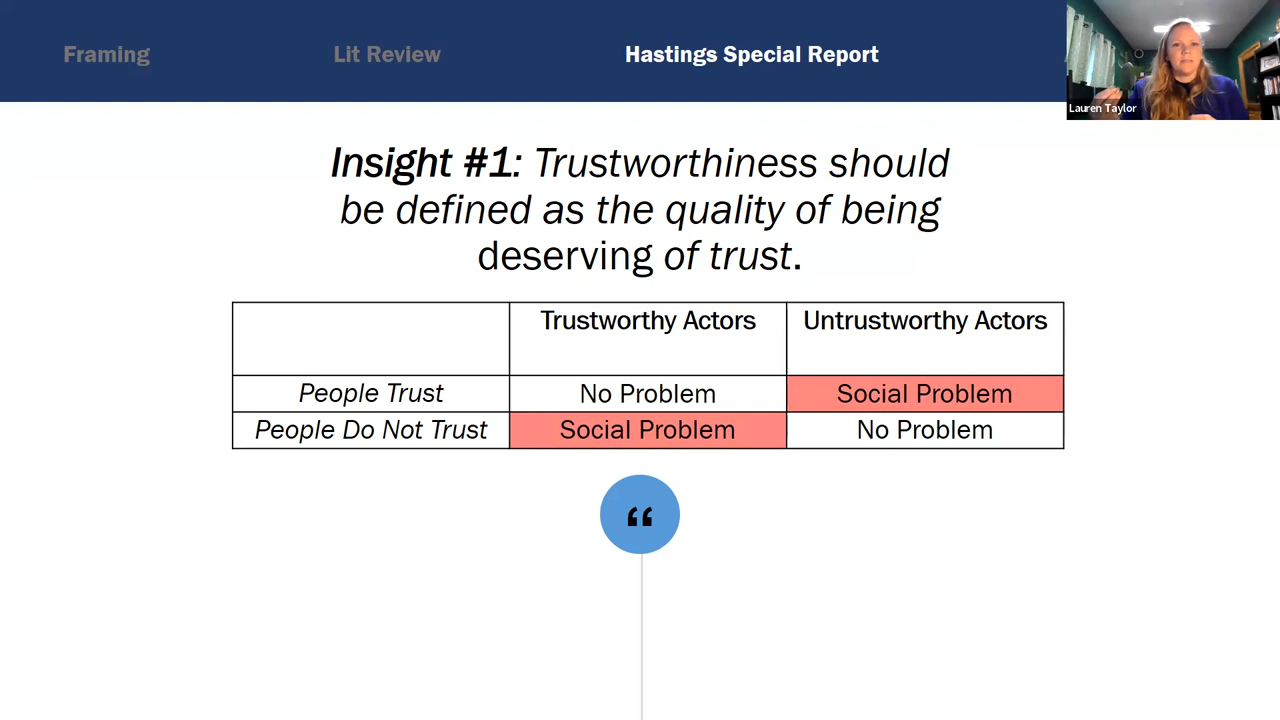 Framing
Lit Review
Hastings Special Report
Lauren Taylor
Insight #1: Trustworthiness should
be defined as the quality of being
deserving of trust.
Trustworthy Actors
Untrustworthy Actors
People Trust
No Problem
Social Problem
People Do Not Trust
Social Problem
No Problem
“